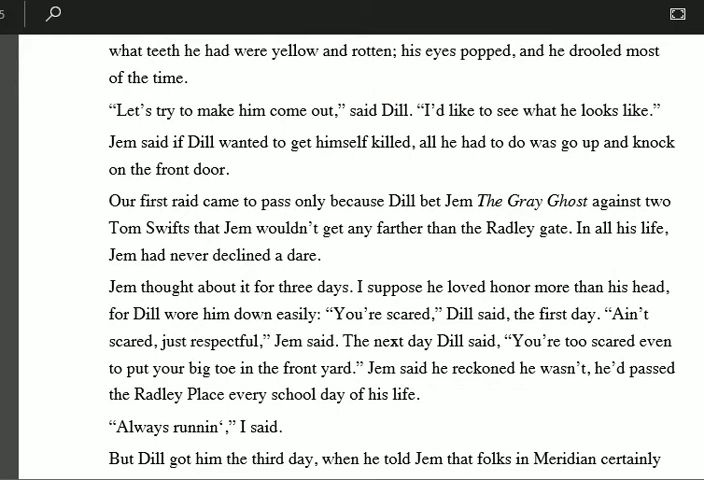 5
what teeth he had were yellow and rotten; his eyes popped, and he drooled most
of the time.
“Let’s try to make him come out,” said Dill. “I’d like to see what he looks like.”
Jem said if Dill wanted to get himself killed, all he had to do was go up and knock
on the front door.
Our first raid came to pass only because Dill bet Jem The Gray Ghost against two
Tom Swifts that Jem wouldn’t get any farther than the Radley gate. In all his life,
Jem had never declined a dare.
Jem thought about it for three days. I suppose he loved honor more than his head,
for Dill wore him down easily: “You’re scared,” Dill said, the first day. “Ain’t
scared, just respectful,” Jem said. The next day Dill said, “You’re too scared even
to put your big toe in the front yard.” Jem said he reckoned he wasn’t, he’d passed
the Radley Place every school day of his life.
“Always runnin‘,” I said.
But Dill got him the third day, when he told Jem that folks in Meridian certainly